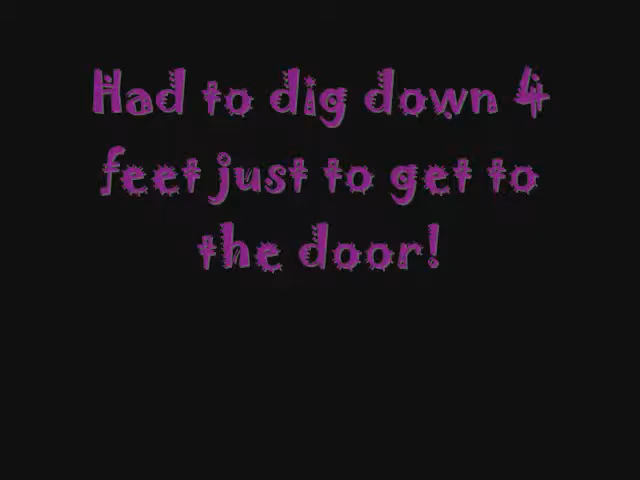 Had to dig down 4
feet just to get to
the door!